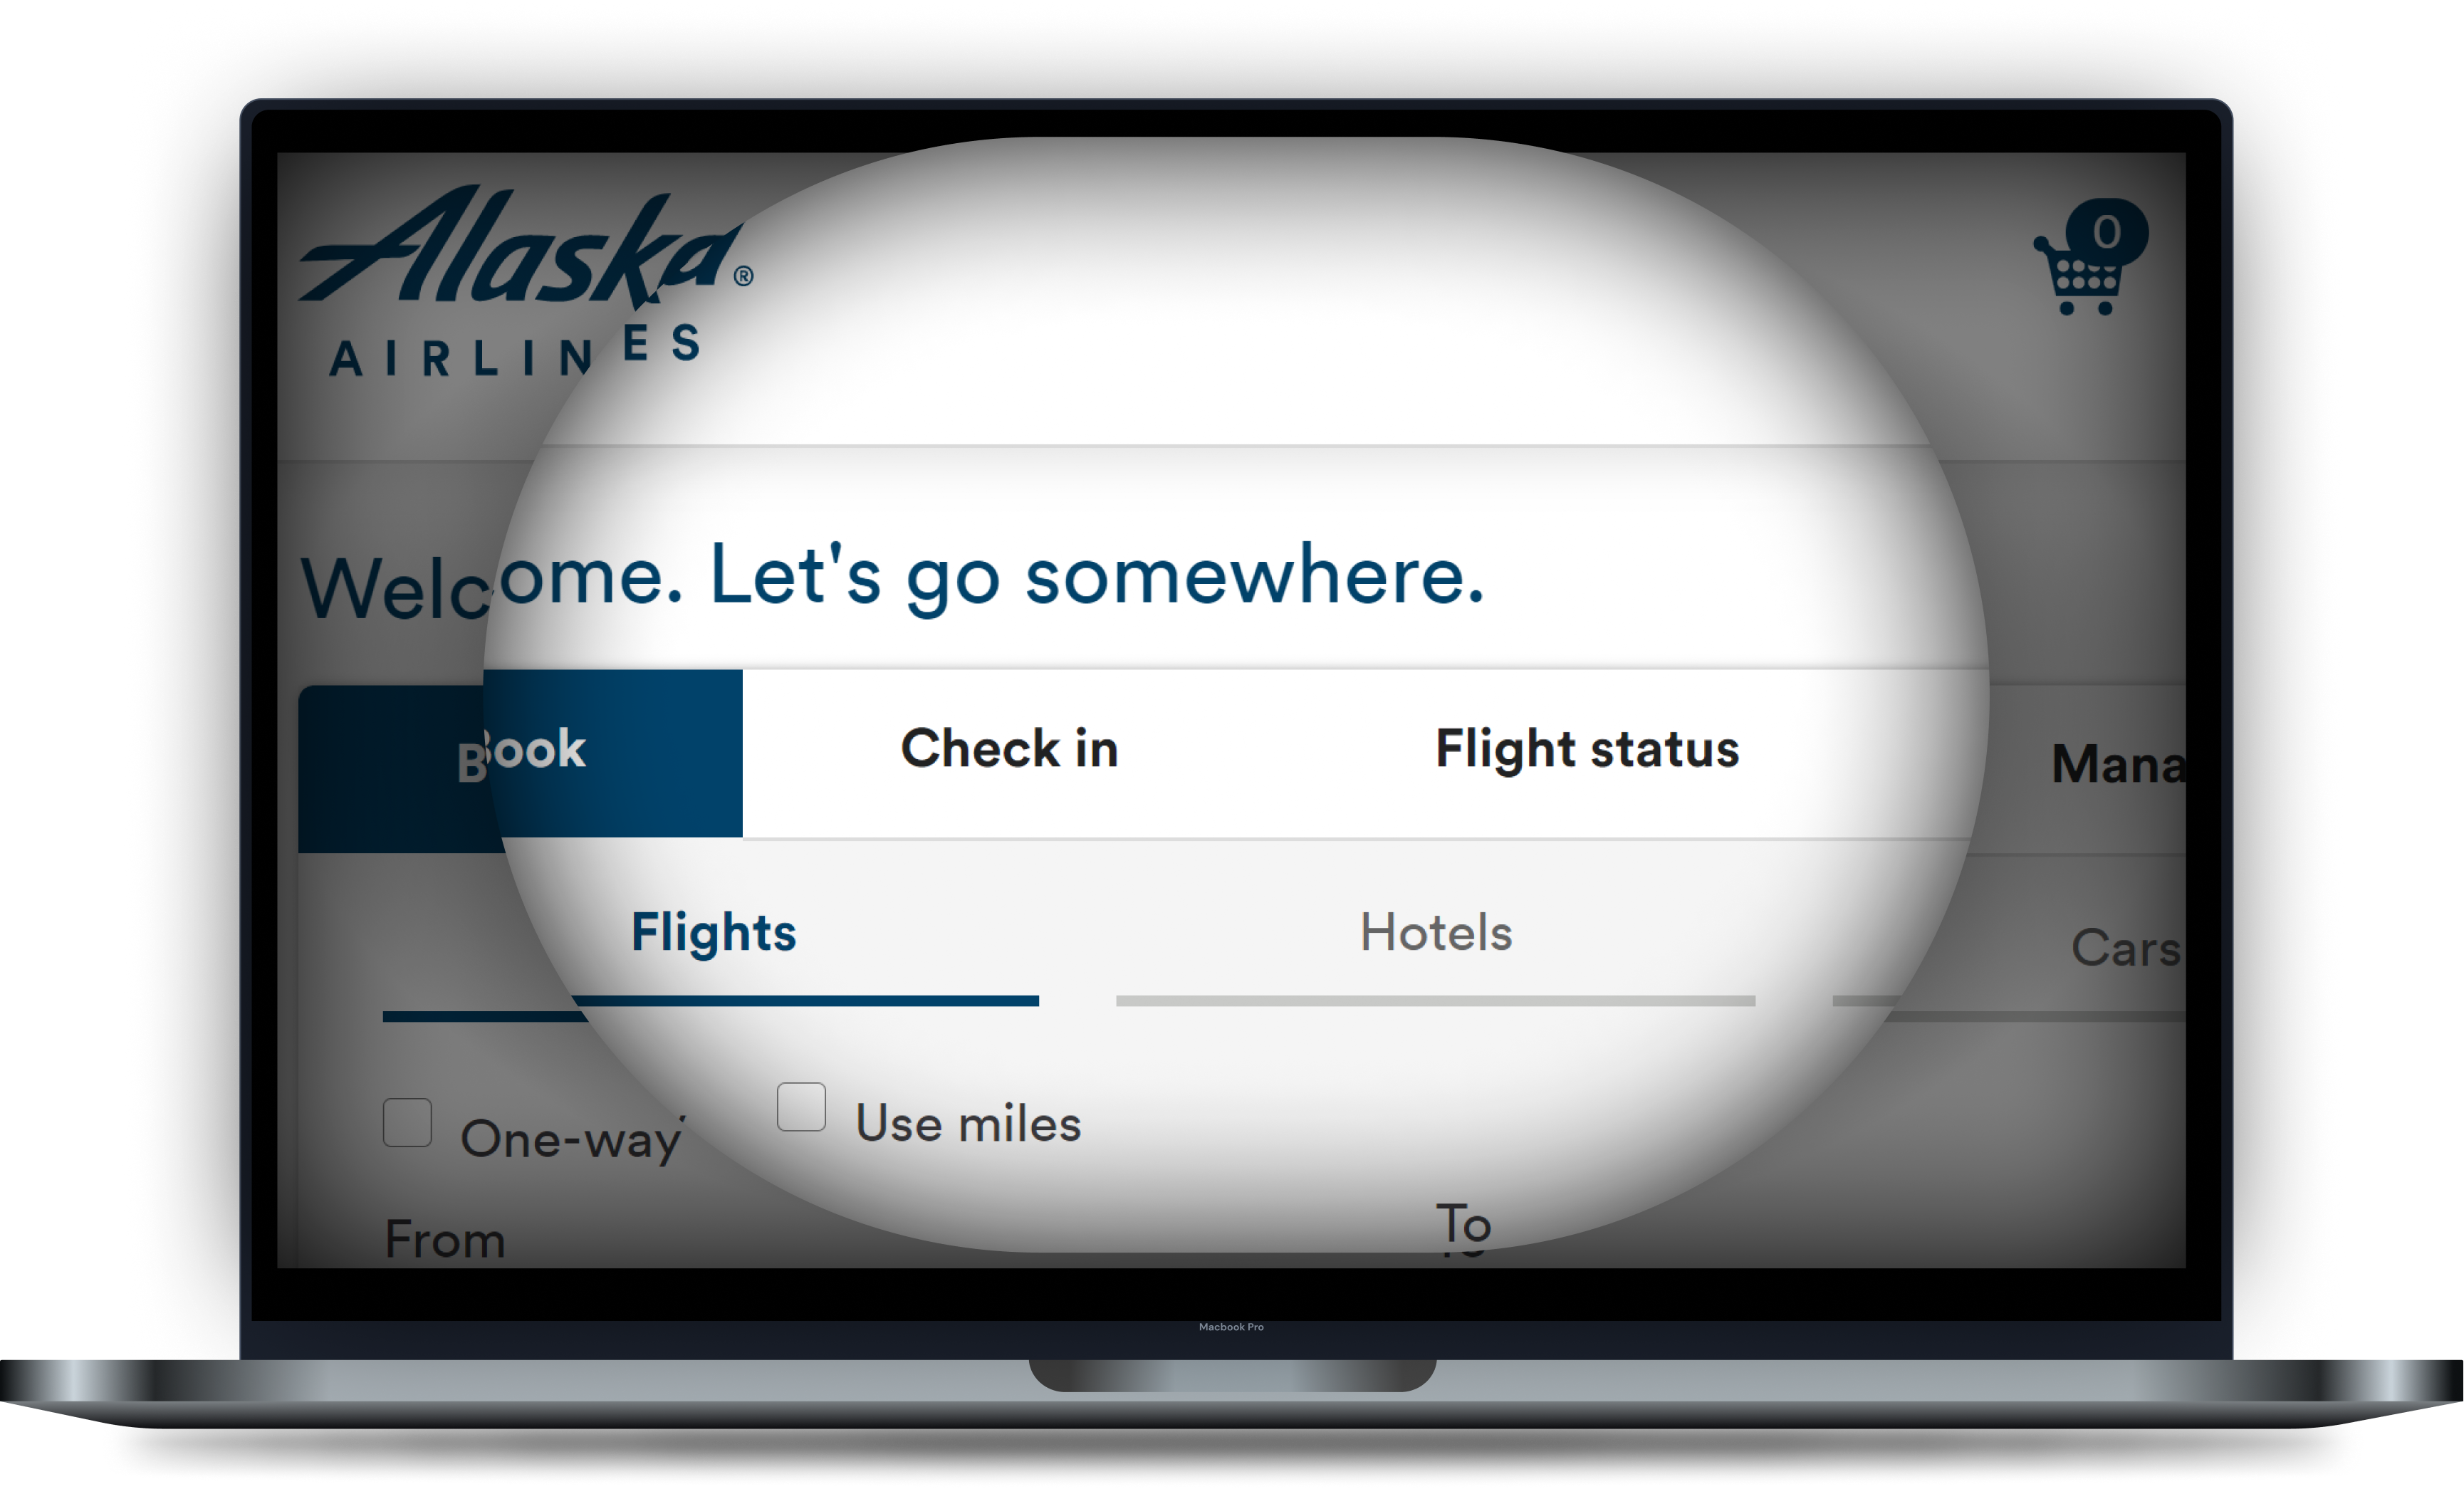 Alaska®
0
AIRLINES
Welcome. Let's go somewhere.
Book Check in Flight status Mana
Flights Hotels Cars
One-way Use miles
From To
Macbook Pro